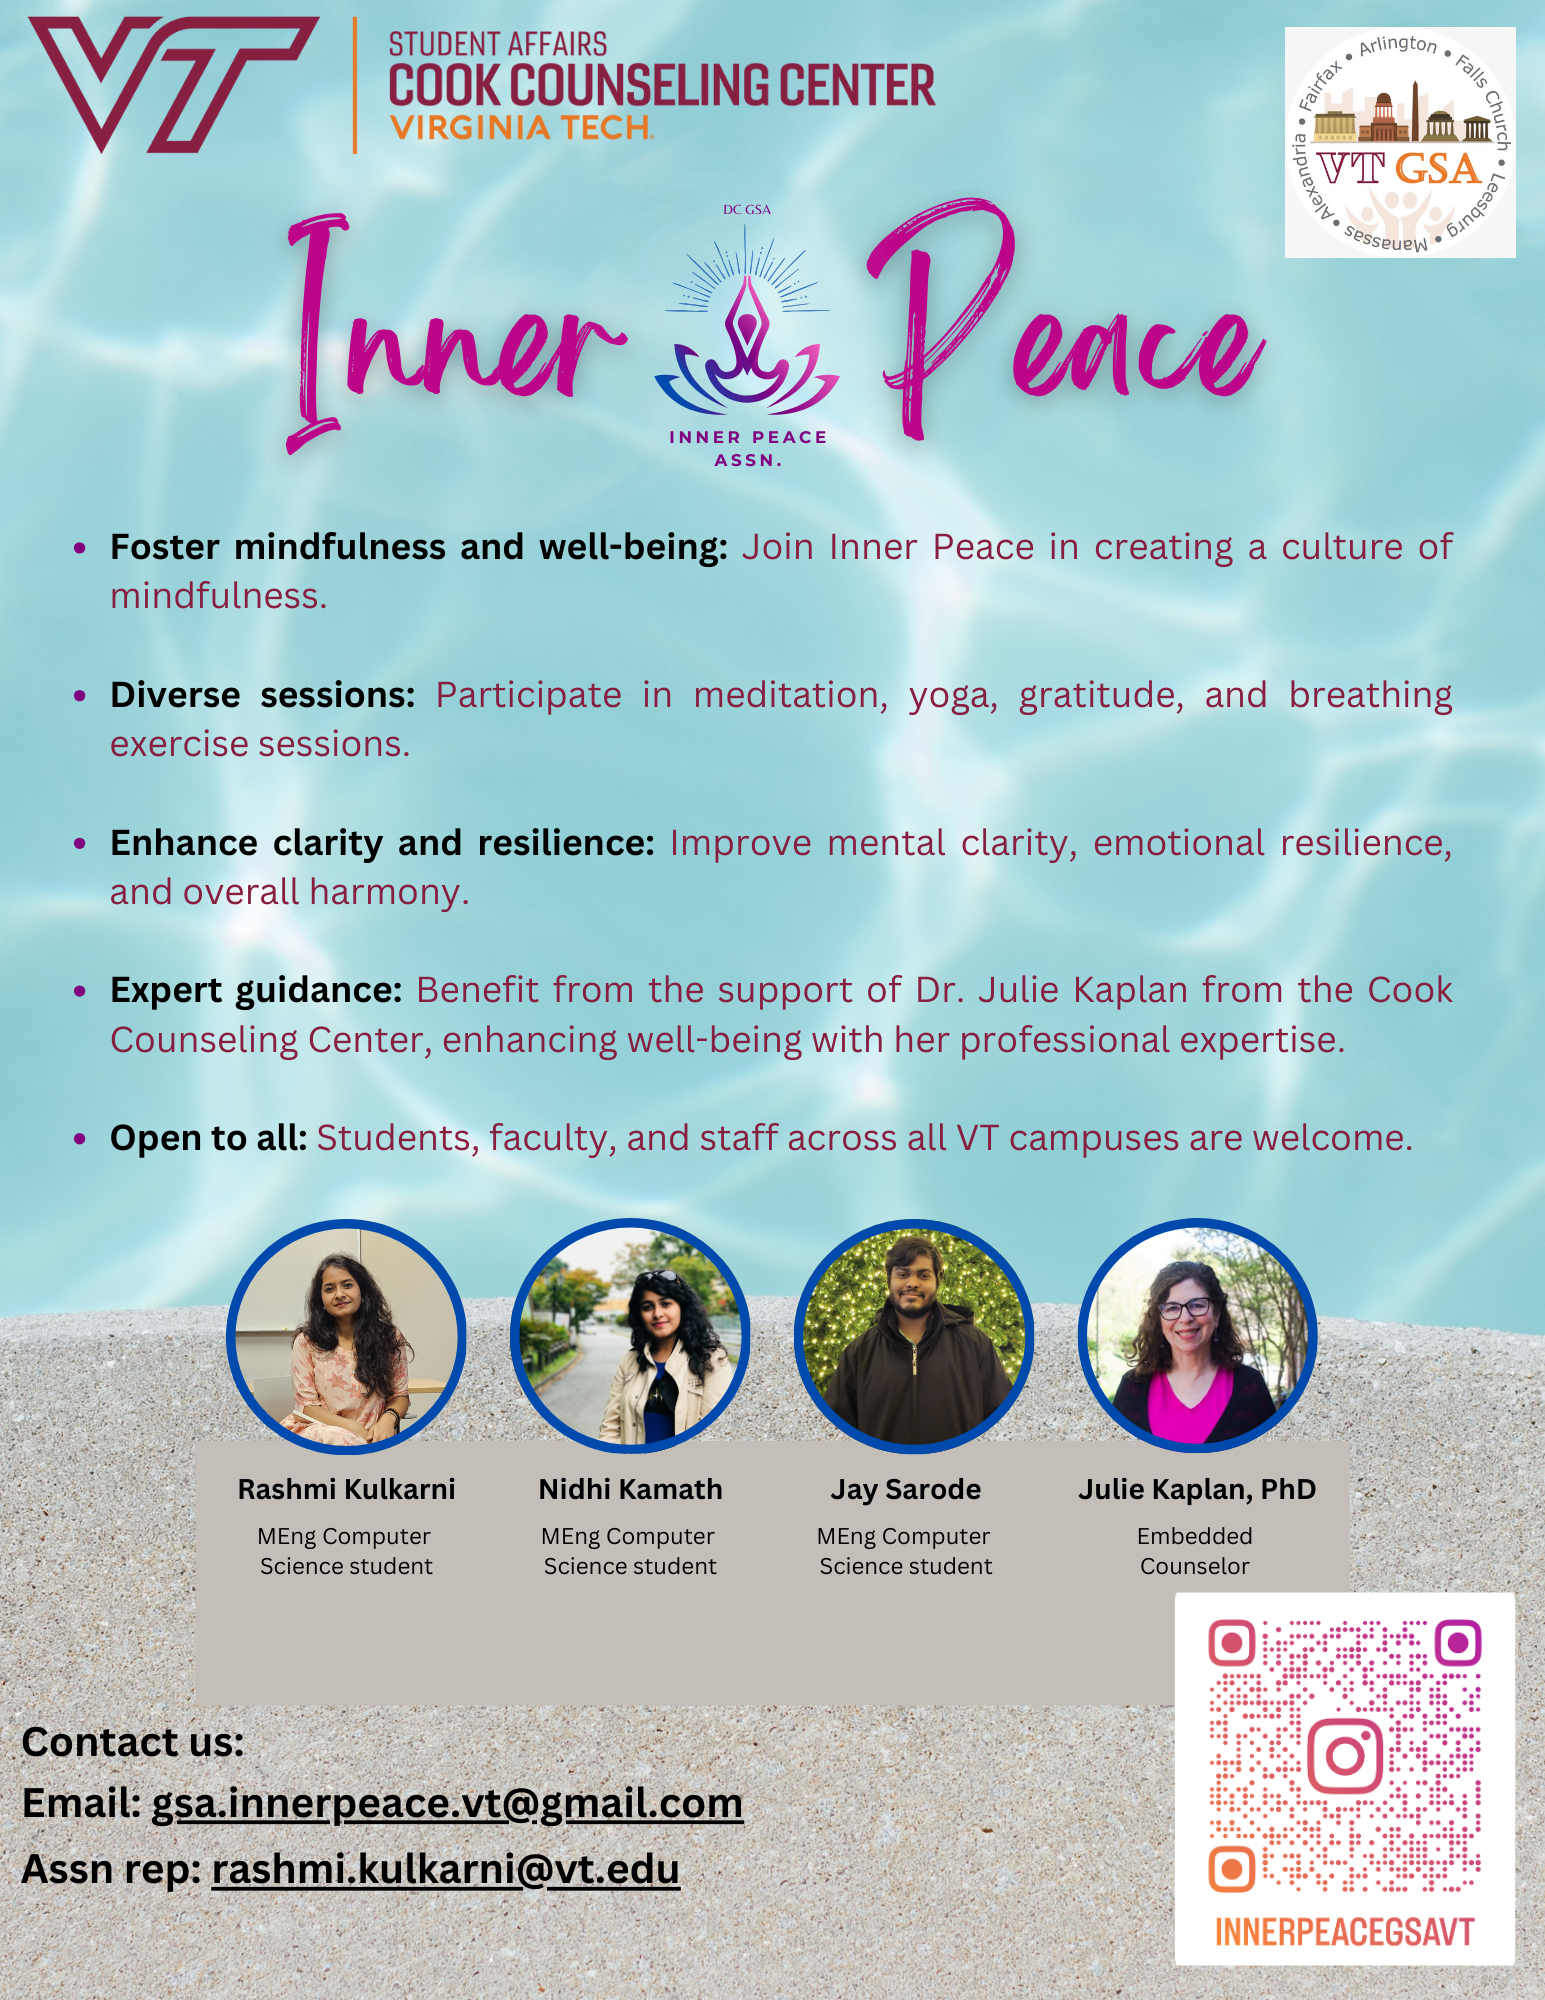 VT
STUDENT AFFAIRS
COOK COUNSELING CENTER
VIRGINIA TECH.
Alexandria • Fairfax • Arlington • Falls Church • Leesburg • Manassas •
VT GSA
DC GSA
Inner Peace
INNER PEACE
ASSN.
• Foster mindfulness and well-being: Join Inner Peace in creating a culture of
mindfulness.
• Diverse sessions: Participate in meditation, yoga, gratitude, and breathing
exercise sessions.
• Enhance clarity and resilience: Improve mental clarity, emotional resilience,
and overall harmony.
• Expert guidance: Benefit from the support of Dr. Julie Kaplan from the Cook
Counseling Center, enhancing well-being with her professional expertise.
• Open to all: Students, faculty, and staff across all VT campuses are welcome.
Rashmi Kulkarni
MEng Computer
Science student
Nidhi Kamath
MEng Computer
Science student
Jay Sarode
MEng Computer
Science student
Julie Kaplan, PhD
Embedded
Counselor
Contact us:
Email: gsa.innerpeace.vt@gmail.com
Assn rep: rashmi.kulkarni@vt.edu
INNERPEACEGSAVT